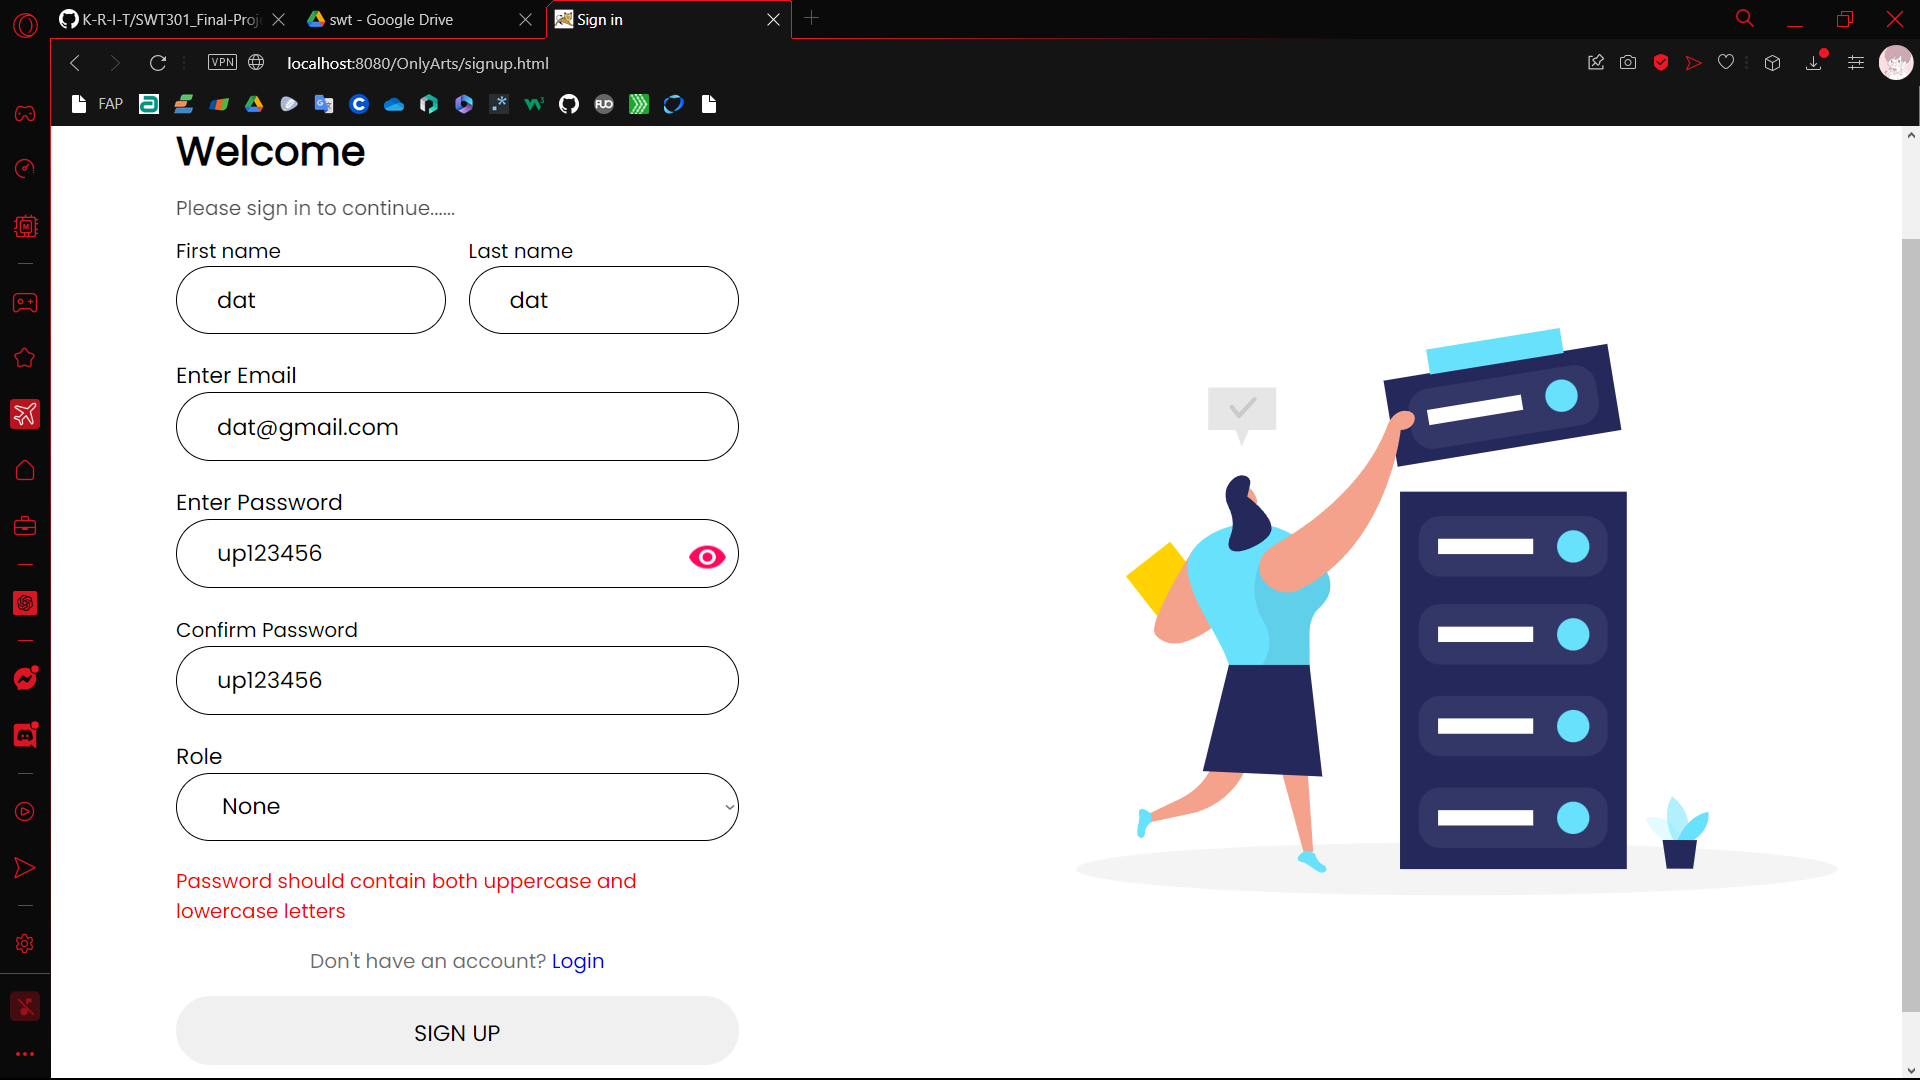 K-R-I-T/SWT301_Final-Proj
swt - Google Drive
Sign in
VPN
localhost:8080/OnlyArts/signup.html
FAP
Welcome
Please sign in to continue......
First name
Last name
dat
dat
Enter Email
dat@gmail.com
Enter Password
up123456
Confirm Password
up123456
Role
None
Password should contain both uppercase and
lowercase letters
Don't have an account? Login
SIGN UP